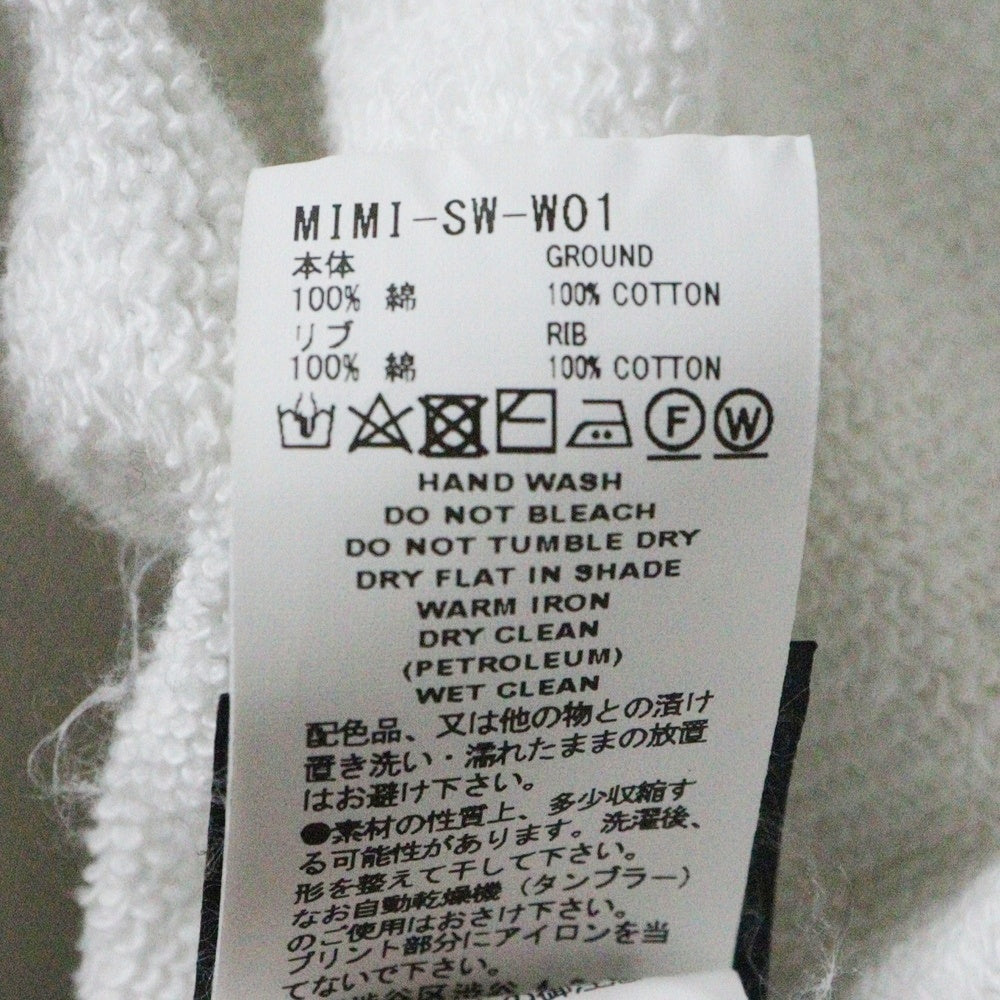 MIMI-SW-W01
本体 GROUND
100% 綿 100% COTTON
リブ RIB
100% 綿 100% COTTON
F W
HAND WASH
DO NOT BLEACH
DO NOT TUMBLE DRY
DRY FLAT IN SHADE
WARM IRON
DRY CLEAN
(PETROLEUM)
WET CLEAN
配色品、又は他の物との漬け
置き洗い・濡れたままの放置
はお避け下さい。
●素材の性質上、多少収縮す
る可能性があります。洗濯後、
形を整えて干して下さい。
なお自動乾燥機（タンブラー）
のご使用はおさけ下さい。
プリント部分にアイロンを当
てないで下さい。
渋谷区渋谷